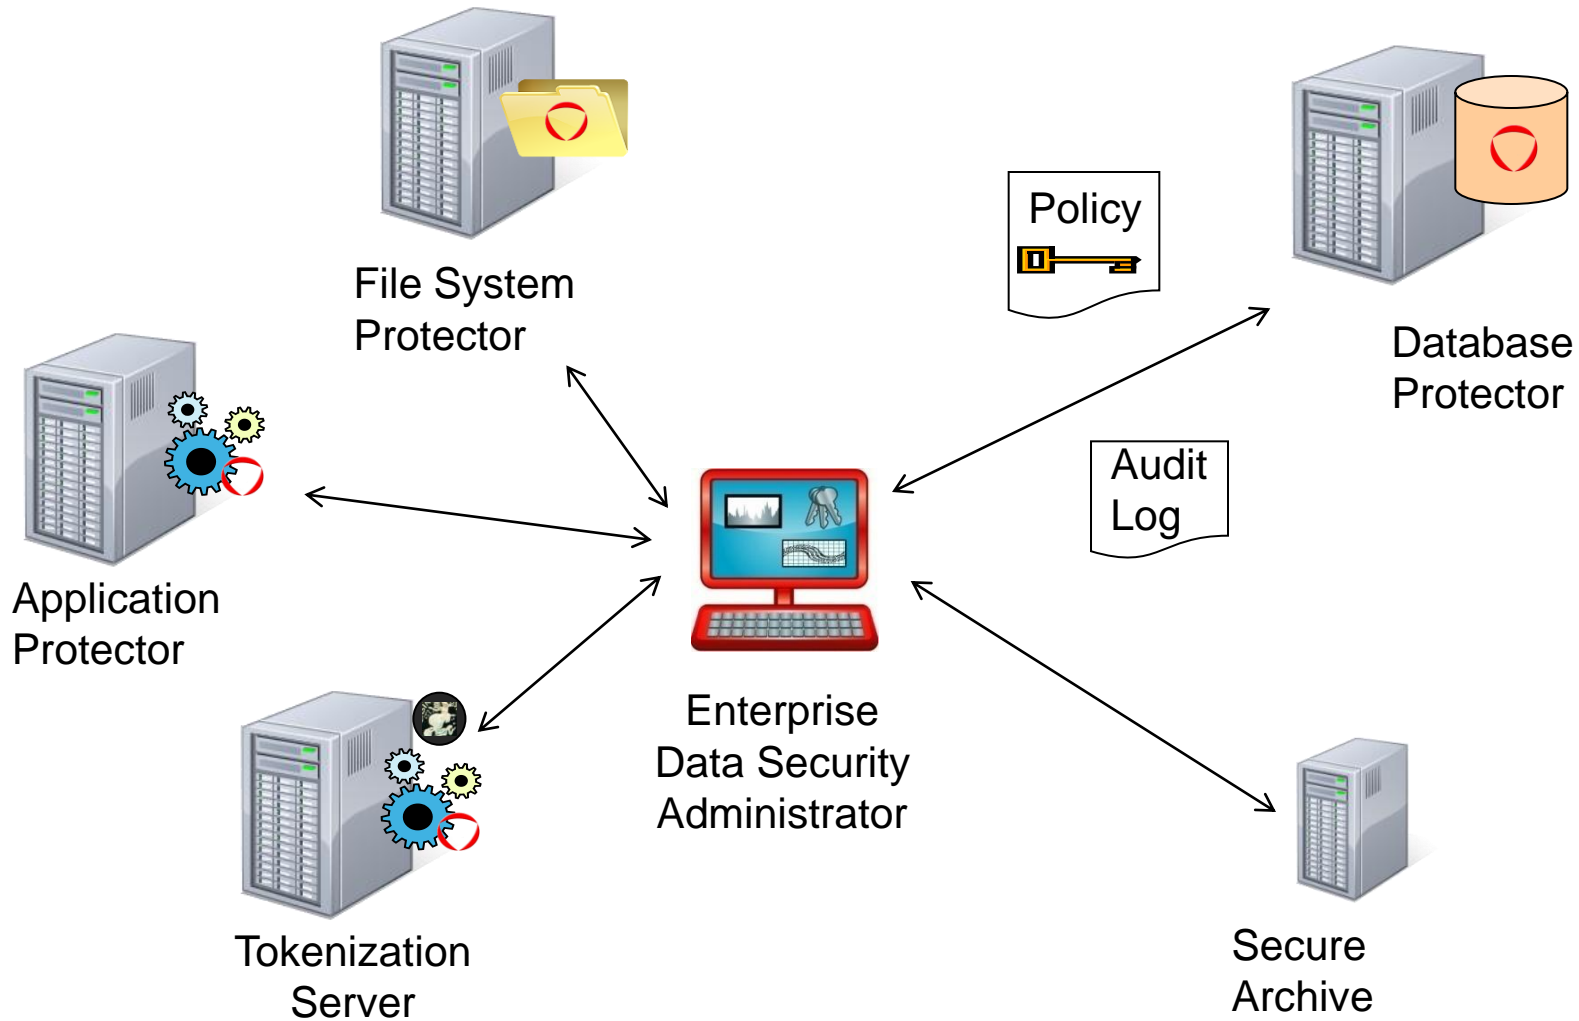 File System
Protector
Policy
Database
Protector
Audit
Log
Application
Protector
Enterprise
Data Security
Administrator
Tokenization
Server
Secure
Archive